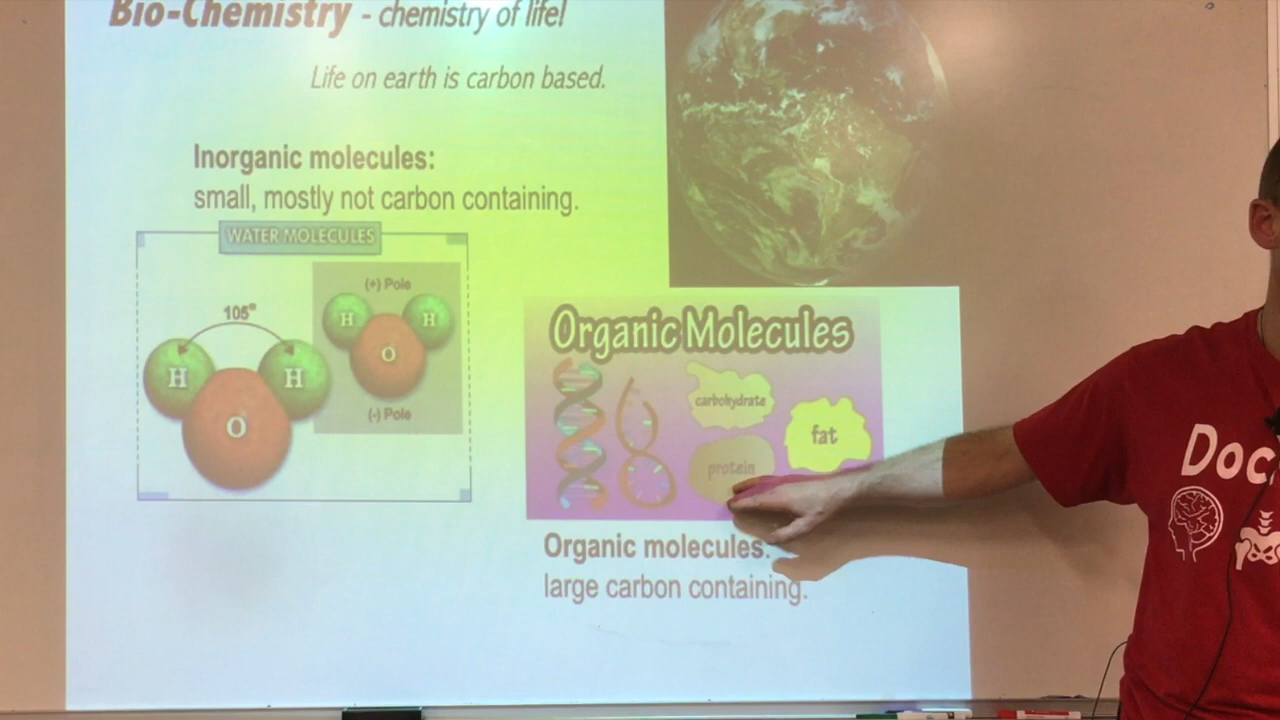 Bio-Chemistry - chemistry of life!
Life on earth is carbon based.
Inorganic molecules:
small, mostly not carbon containing.
WATER MOLECULES
105°
H
H
O
(+) Pole
H
H
O
(-) Pole
Organic Molecules
carbohydrate
fat
protein
Organic molecules:
large carbon containing.